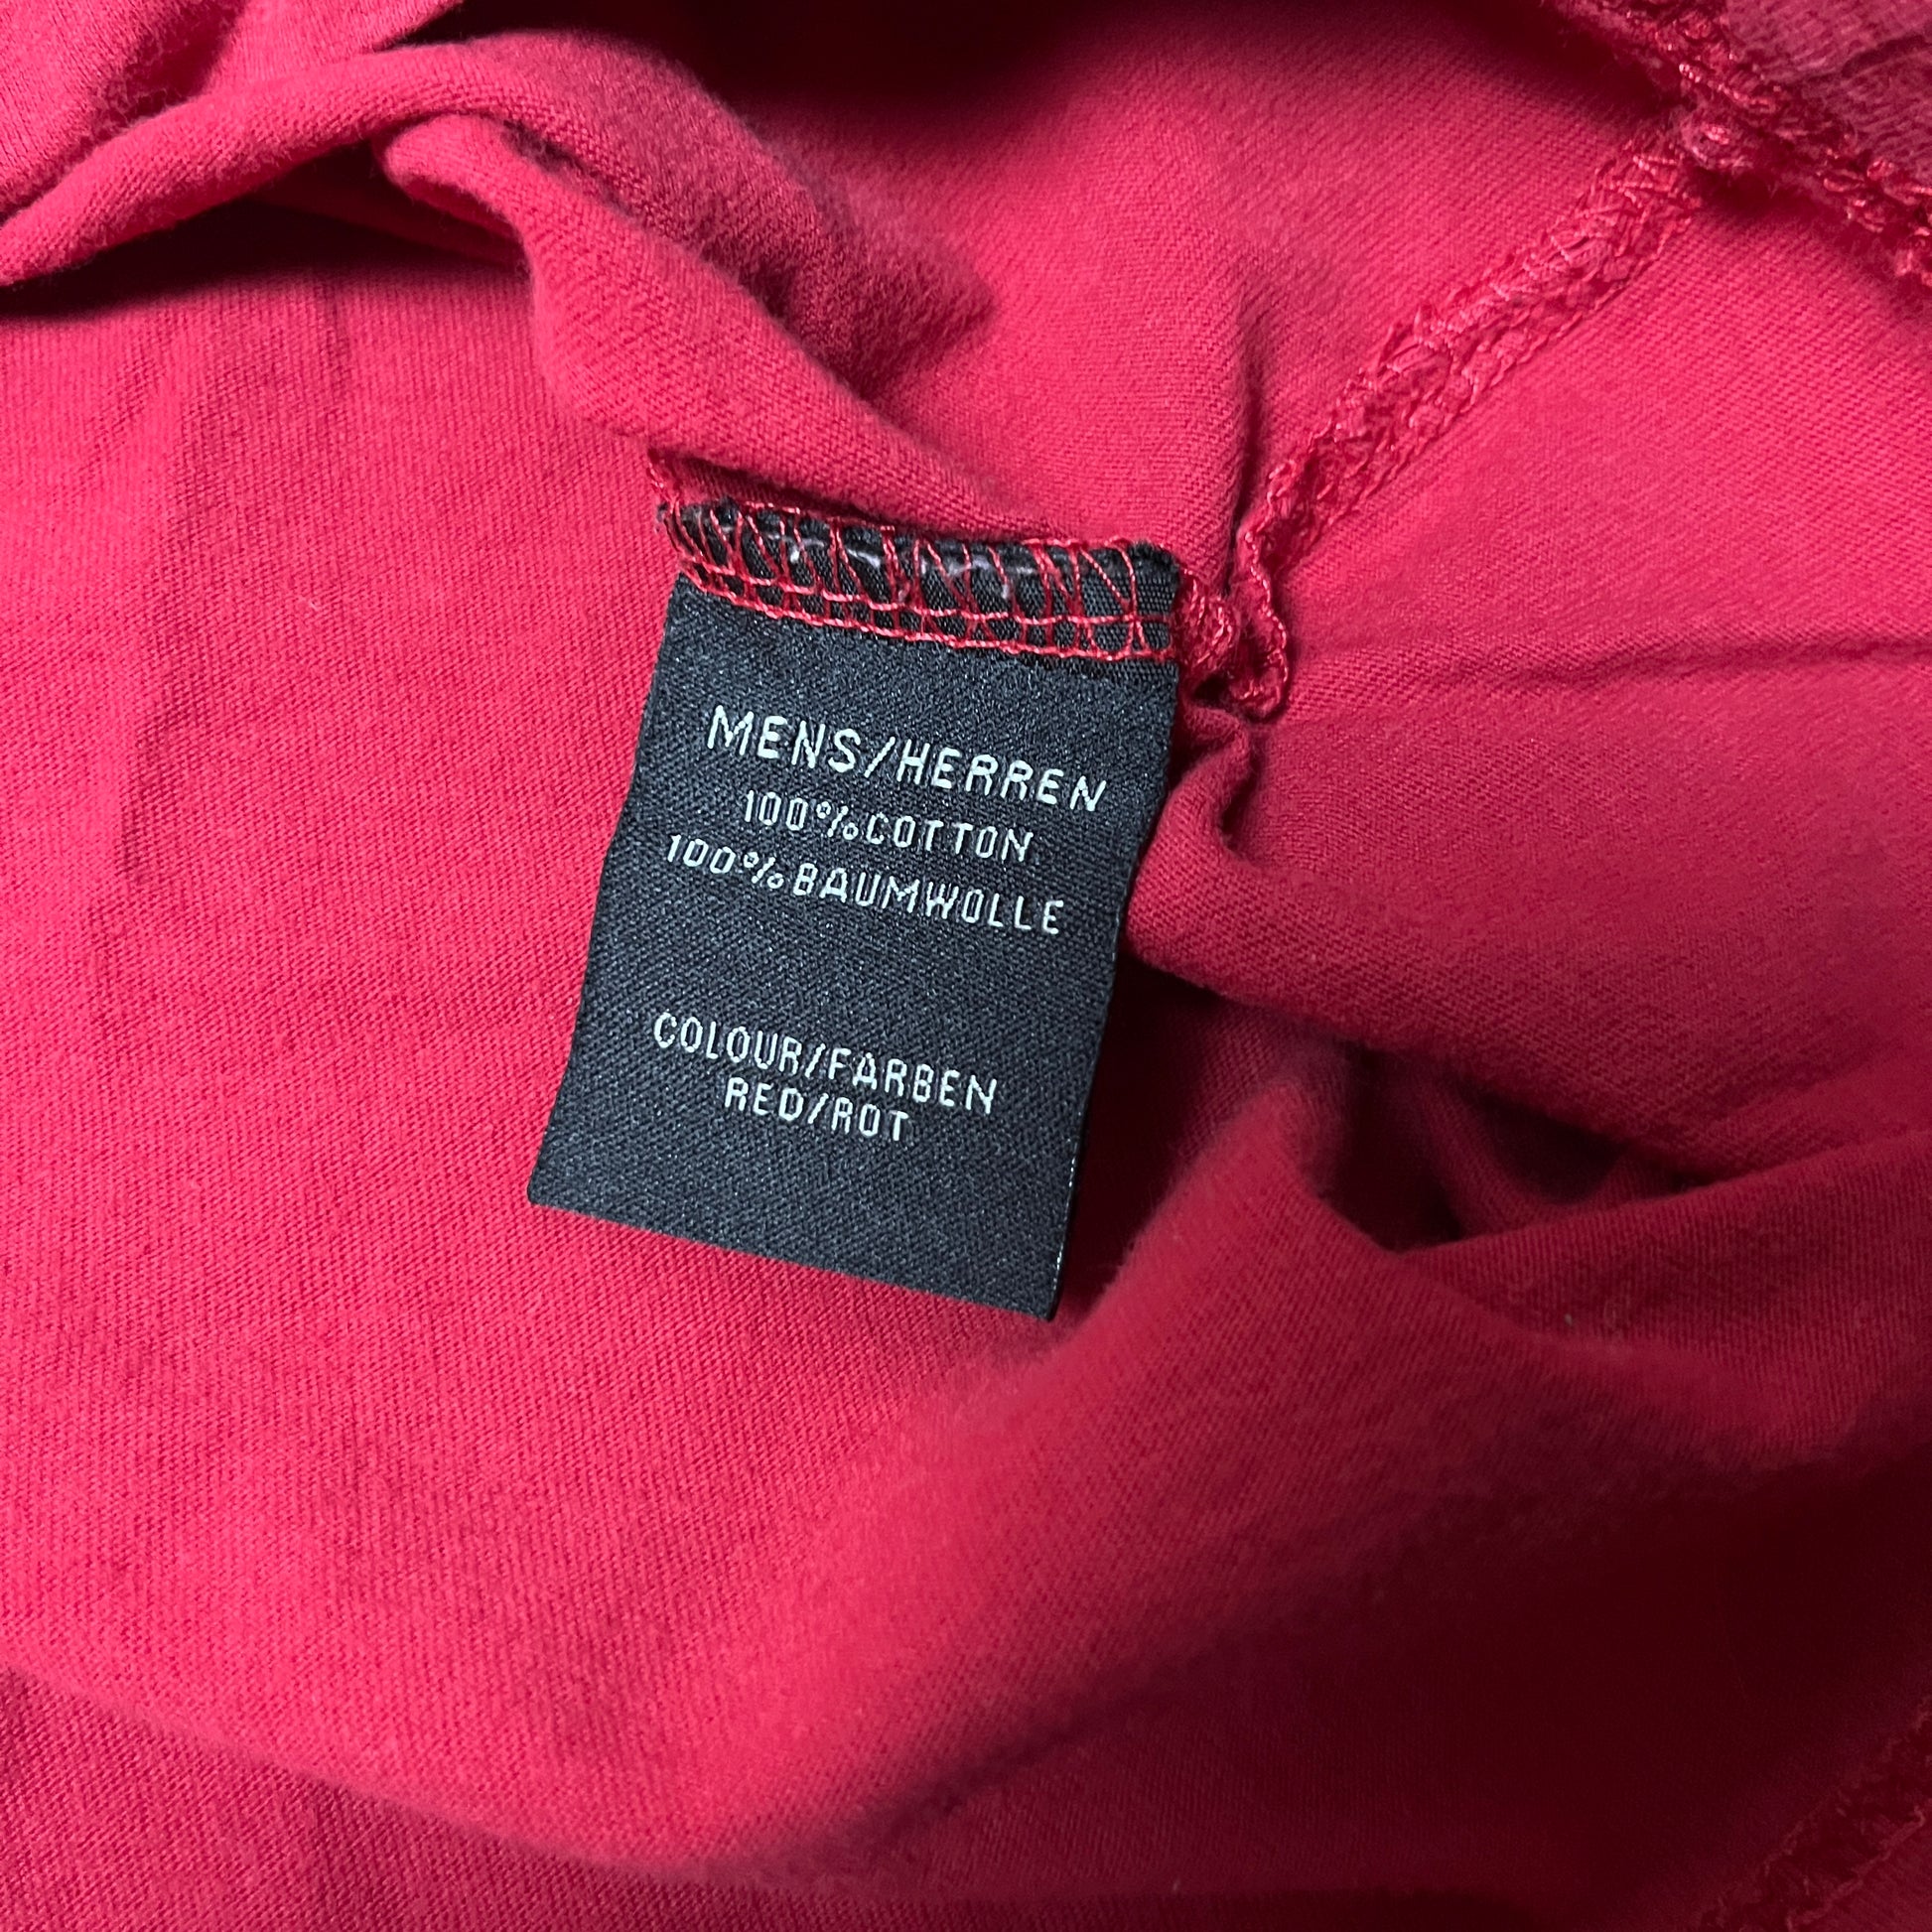 MENS/HERREN
100%COTTON
100%BAUMWOLLE
COLOUR/FARBEN
RED/ROT